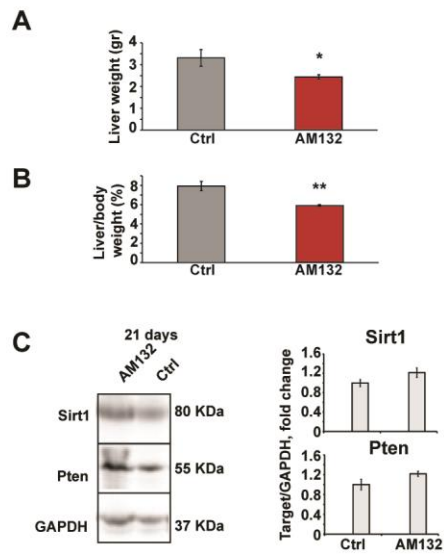 A
Liver weight (gr)
5
4
3
2
1
0
*
Ctrl
AM132
B
Liver/body
weight (%)
8
6
4
2
0
**
Ctrl
AM132
C
21 days
AM132
Ctrl
Sirt1
80 KDa
Pten
55 KDa
GAPDH
37 KDa
Target/GAPDH, fold change
Sirt1
1.6
1.2
0.8
0.4
0
Pten
1.6
1.2
0.8
0.4
0
Ctrl
AM132